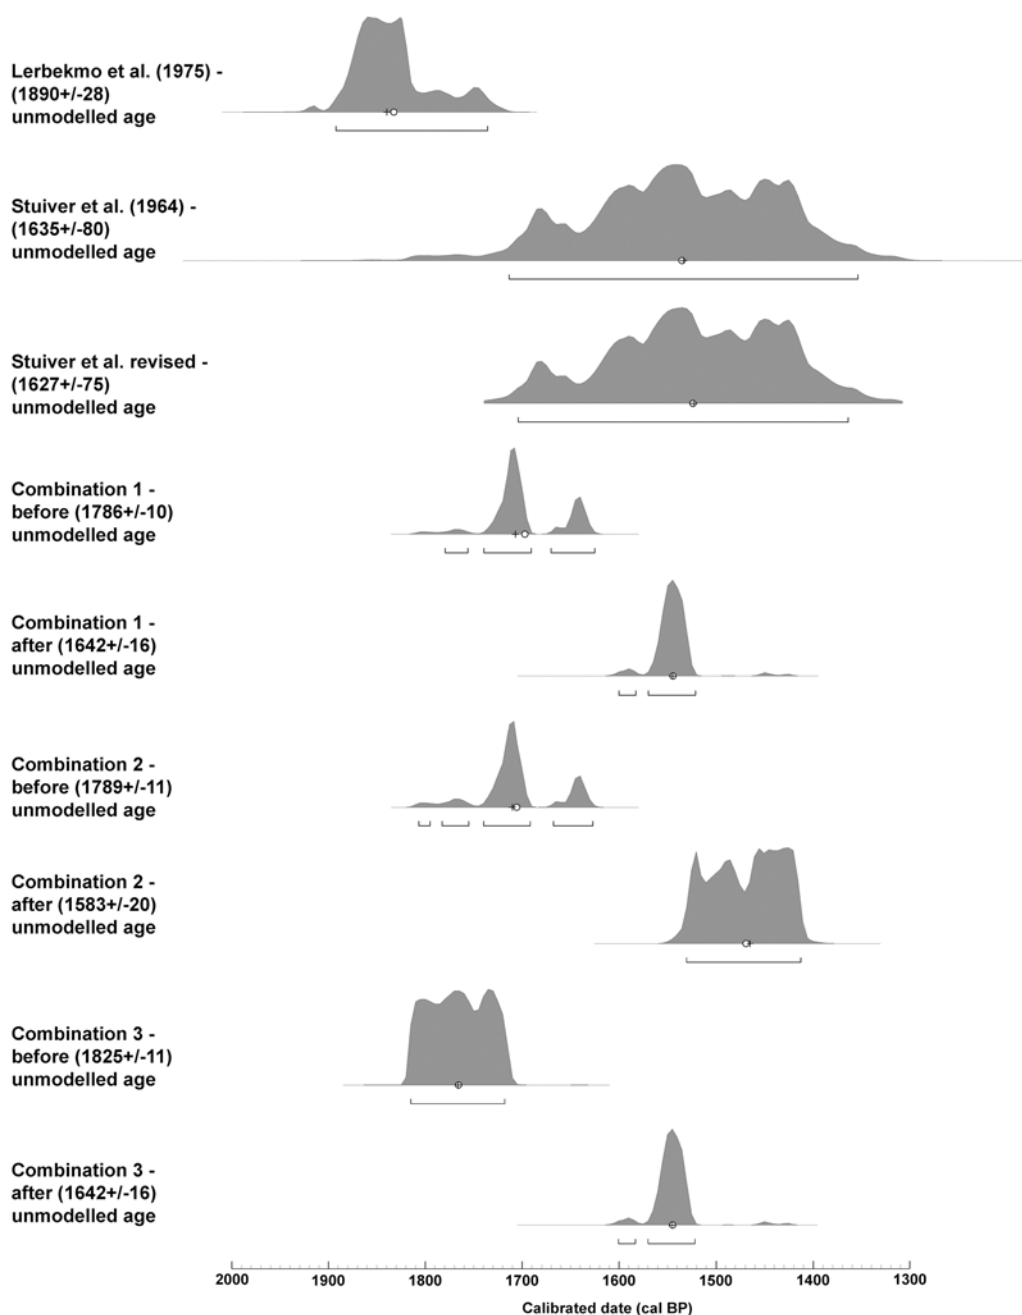 Lerbekmo et al. (1975) -
(1890+/-28)
unmodelled age
Stuiver et al. (1964) -
(1635+/-80)
unmodelled age
Stuiver et al. revised -
(1627+/-75)
unmodelled age
Combination 1 -
before (1786+/-10)
unmodelled age
Combination 1 -
after (1642+/-16)
unmodelled age
Combination 2 -
before (1789+/-11)
unmodelled age
Combination 2 -
after (1583+/-20)
unmodelled age
Combination 3 -
before (1825+/-11)
unmodelled age
Combination 3 -
after (1642+/-16)
unmodelled age
2000 1900 1800 1700 1600 1500 1400 1300
Calibrated date (cal BP)